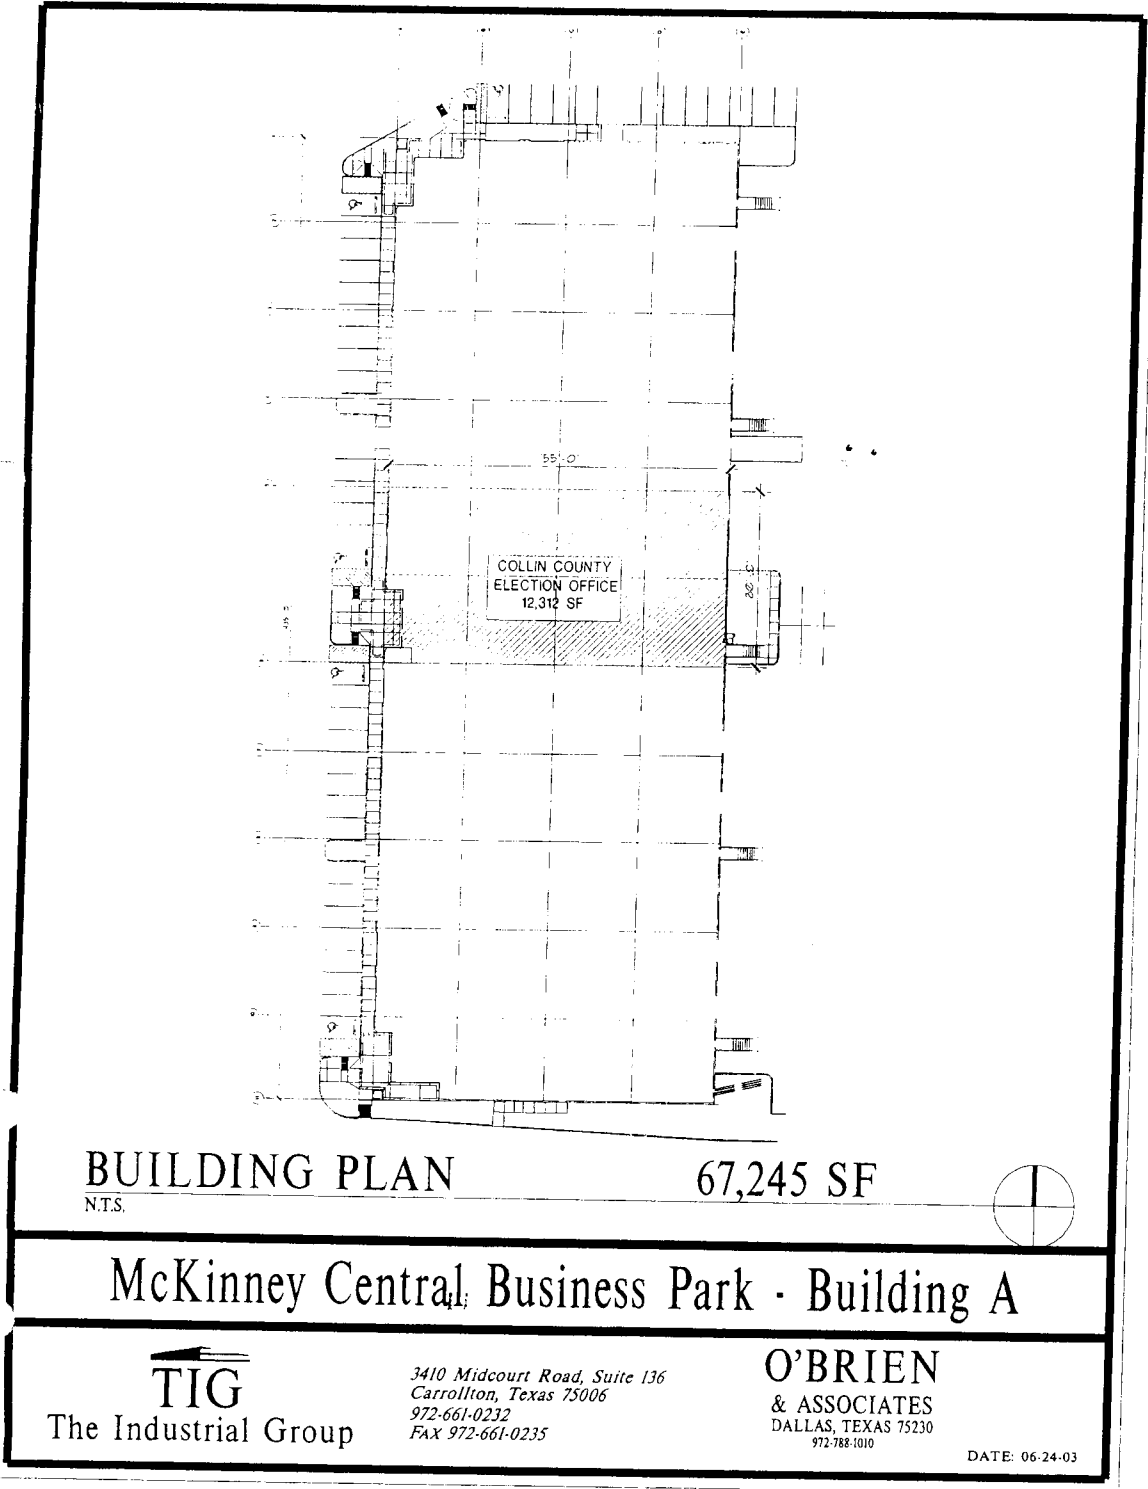 55'-0"
COLLIN COUNTY
ELECTION OFFICE
12,312 SF
BUILDING PLAN
67,245 SF
N.T.S.
McKinney Central Business Park - Building A
TIG
The Industrial Group
3410 Midcourt Road, Suite 136
Carrollton, Texas 75006
972-661-0232
FAX 972-661-0235
O'BRIEN
& ASSOCIATES
DALLAS, TEXAS 75230
972-788-1010
DATE: 06-24-03